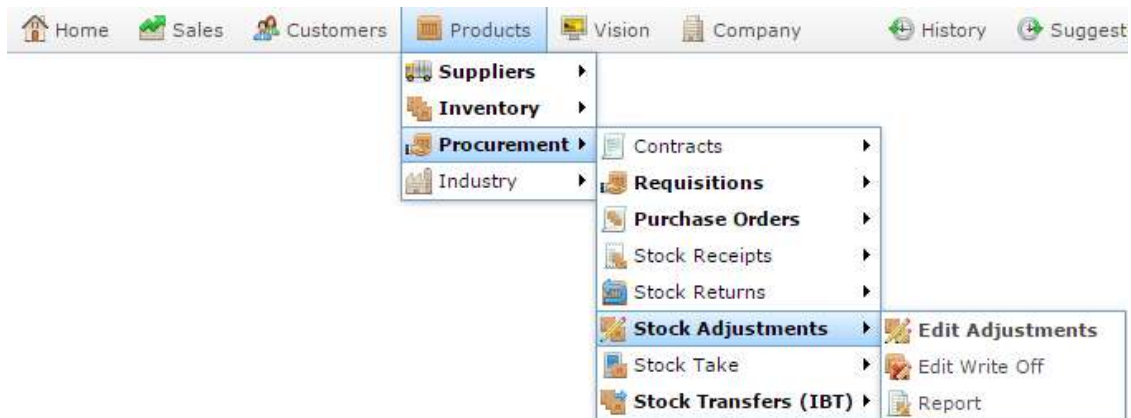 Home Sales Customers Products Vision Company History Suggest
Suppliers
Inventory
Procurement
Industry
Contracts
Requisitions
Purchase Orders
Stock Receipts
Stock Returns
Stock Adjustments
Stock Take
Stock Transfers (IBT)
Edit Adjustments
Edit Write Off
Report